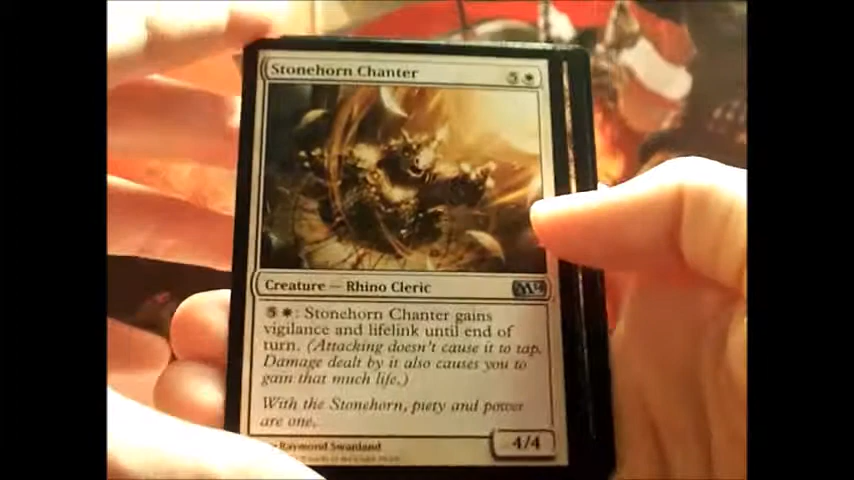 Stonehorn Chanter 5
Creature — Rhino Cleric M14
5: Stonehorn Chanter gains
vigilance and lifelink until end of
turn. (Attacking doesn't cause it to tap.
Damage dealt by it also causes you to
gain that much life.)
With the Stonehorn, piety and power
are one.
Raymond Swanland
4/4